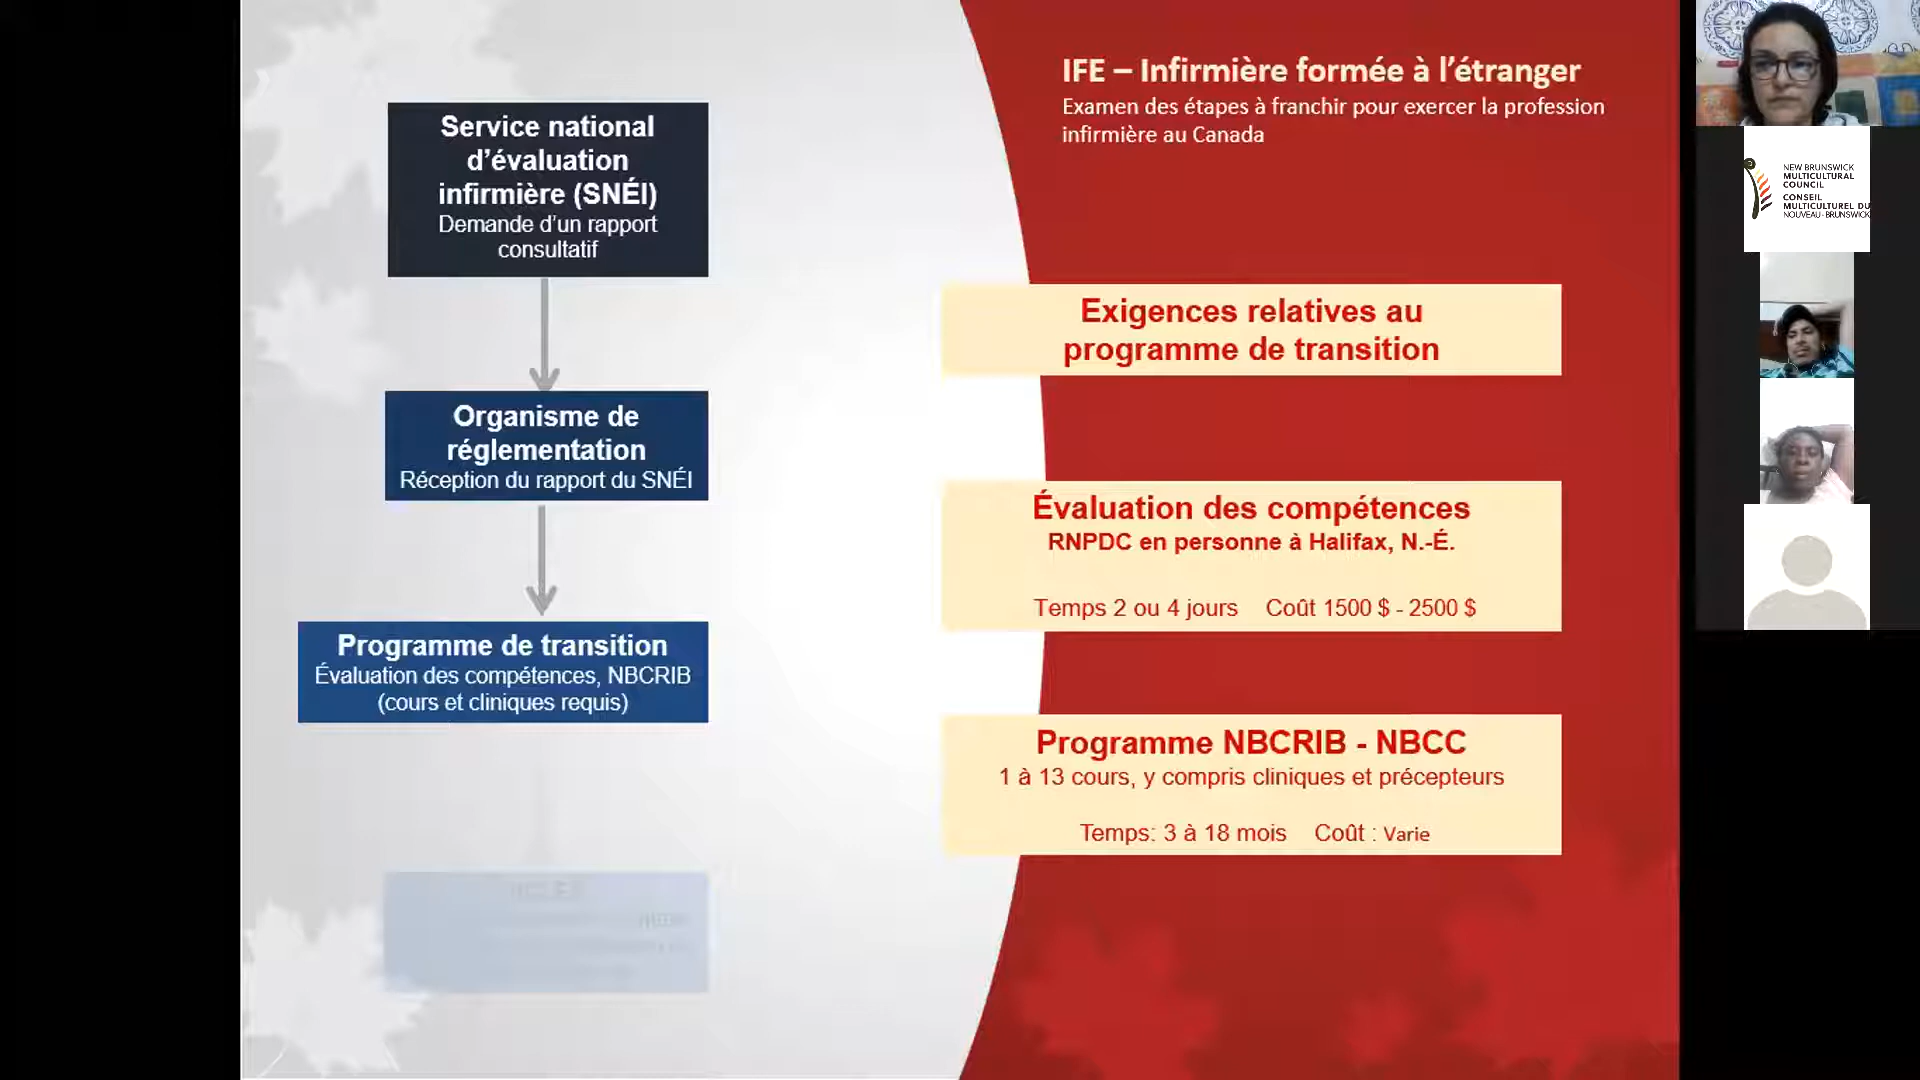 IFE – Infirmière formée à l'étranger
Examen des étapes à franchir pour exercer la profession
infirmière au Canada
Service national
d'évaluation
infirmière (SNÉI)
Demande d'un rapport
consultatif
Organisme de
réglementation
Réception du rapport du SNÉI
Programme de transition
Évaluation des compétences, NBCRIB
(cours et cliniques requis)
Exigences relatives au
programme de transition
Évaluation des compétences
RNPDC en personne à Halifax, N.-É.
Temps 2 ou 4 jours Coût 1500 $ - 2500 $
Programme NBCRIB - NBCC
1 à 13 cours, y compris cliniques et précepteurs
Temps: 3 à 18 mois Coût : Varie
NEW BRUNSWICK
MULTICULTURAL
COUNCIL
CONSEIL
MULTICULTUREL DU
NOUVEAU-BRUNSWICK